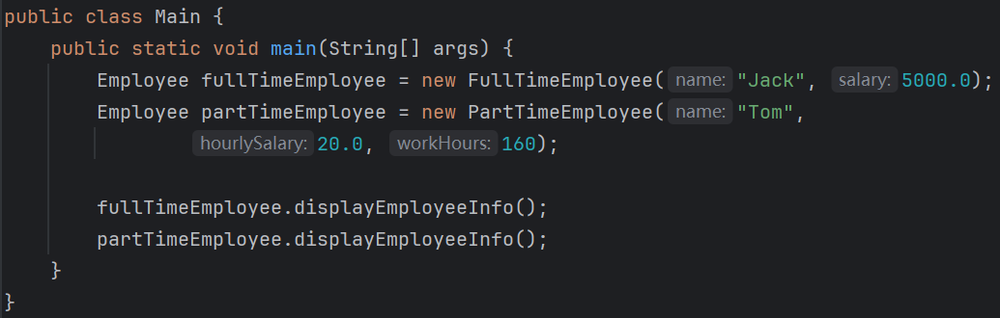 public class Main {
public static void main(String[] args) {
Employee fullTimeEmployee = new FullTimeEmployee( name: "Jack", salary: 5000.0);
Employee partTimeEmployee = new PartTimeEmployee( name: "Tom",
hourlySalary: 20.0, workHours: 160);
fullTimeEmployee.displayEmployeeInfo();
partTimeEmployee.displayEmployeeInfo();
}
}